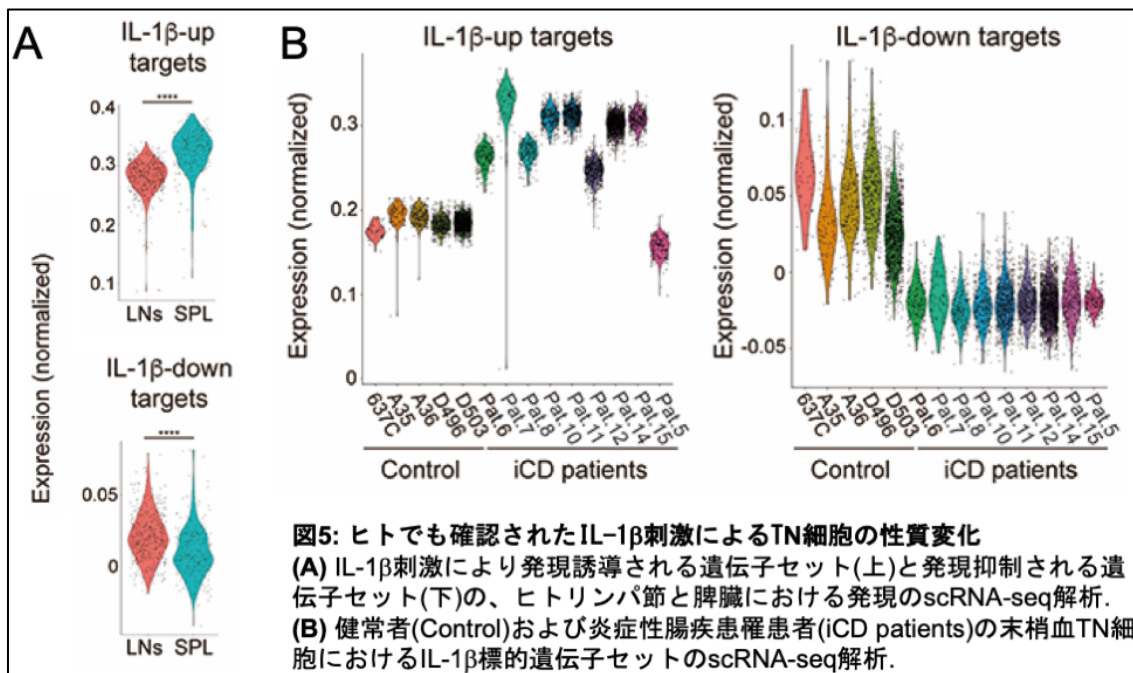 A
IL-1β-up
targets
****
Expression (normalized)
0.4
0.3
0.2
0.1
LNs SPL
IL-1β-down
targets
****
0.05
0
LNs SPL
B
IL-1β-up targets
Expression (normalized)
0.3
0.2
0.1
0
637C A35 A36 D496 D503 Pat.6 Pat.7 Pat.8 Pat.10 Pat.11 Pat.12 Pat.14 Pat.15 Pat.5
Control iCD patients
IL-1β-down targets
Expression (normalized)
0.1
0.05
0
-0.05
637C A35 A36 D496 D503 Pat.6 Pat.7 Pat.8 Pat.10 Pat.11 Pat.12 Pat.14 Pat.15 Pat.5
Control iCD patients
図5: ヒトでも確認されたIL-1β刺激によるTN細胞の性質変化
(A) IL-1β刺激により発現誘導される遺伝子セット(上)と発現抑制される遺
伝子セット(下)の、ヒトリンパ節と脾臓における発現のscRNA-seq解析.
(B) 健常者(Control)および炎症性腸疾患罹患者(iCD patients)の末梢血TN細
胞におけるIL-1β標的遺伝子セットのscRNA-seq解析.